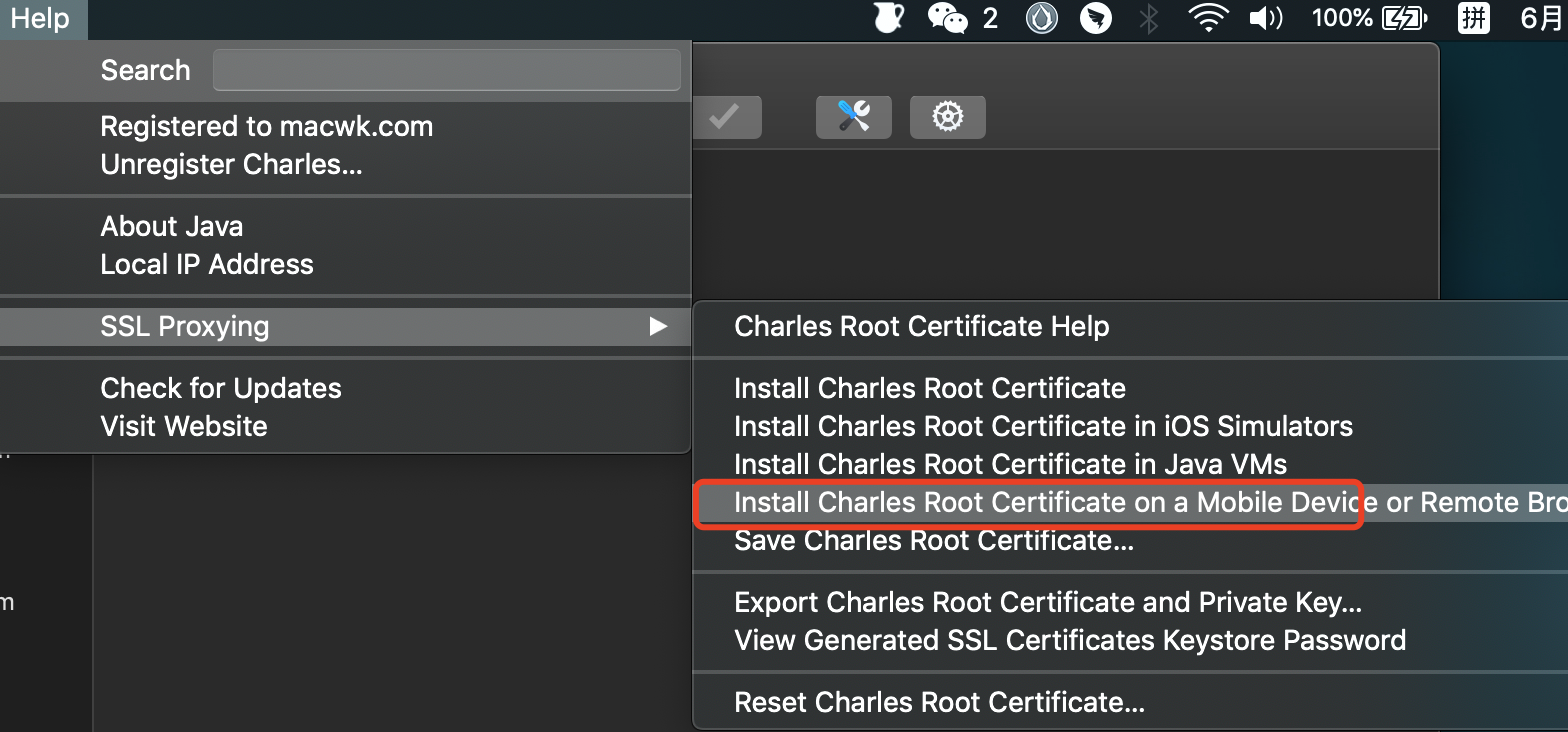 Help
2
100%
拼
6月
Search
Registered to macwk.com
Unregister Charles...
About Java
Local IP Address
SSL Proxying
Check for Updates
Visit Website
Charles Root Certificate Help
Install Charles Root Certificate
Install Charles Root Certificate in iOS Simulators
Install Charles Root Certificate in Java VMs
Install Charles Root Certificate on a Mobile Device or Remote Bro
Save Charles Root Certificate...
Export Charles Root Certificate and Private Key...
View Generated SSL Certificates Keystore Password
Reset Charles Root Certificate...
m